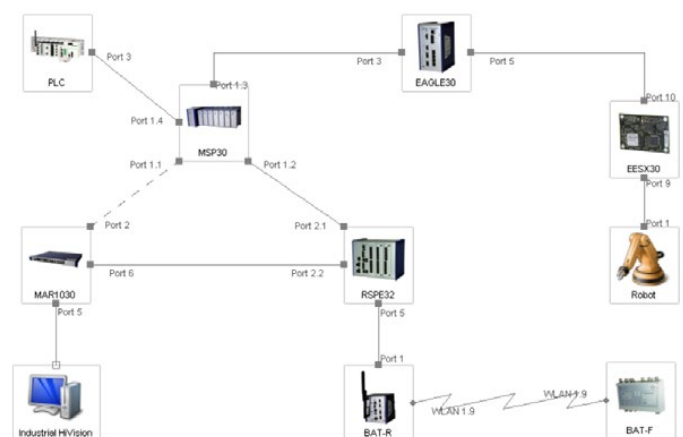 Port 3
Port 3
Port 5
PLC
EAGLE30
Port 1.3
Port 10
Port 1.4
MSP30
Port 1.1
Port 1.2
EESX30
Port 9
Port 2
Port 2.1
Port 1
Port 6
Port 2.2
MAR1030
RSPE32
Robot
Port 5
Port 5
Port 1
WLAN 1.9
WLAN 1.9
Industrial HiVision
BAT-R
BAT-F